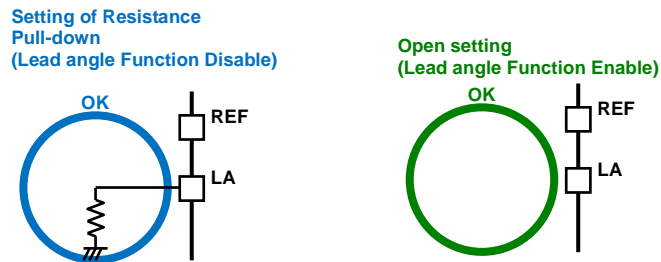 Setting of Resistance
Pull-down
(Lead angle Function Disable)
OK
REF
LA
Open setting
(Lead angle Function Enable)
OK
REF
LA